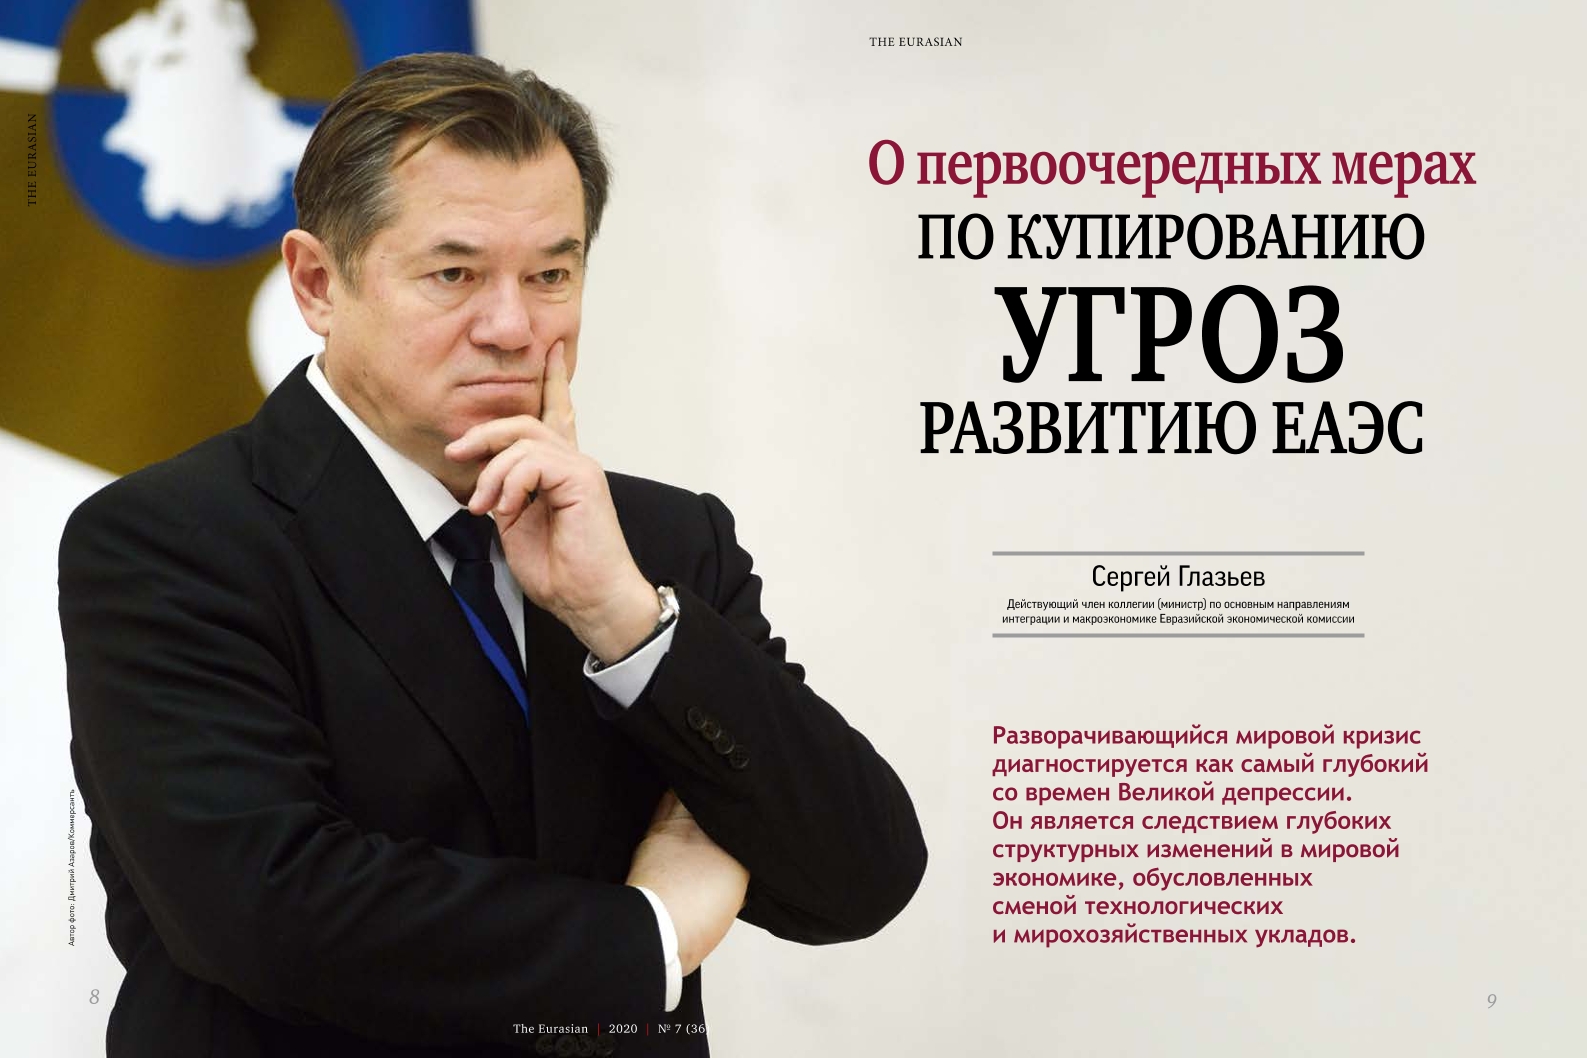 THE EURASIAN
THE EURASIAN
О первоочередных мерах
ПО КУПИРОВАНИЮ
УГРОЗ
РАЗВИТИЮ ЕАЭС
Сергей Глазьев
Действующий член коллегии (министр) по основным направлениям
интеграции и макроэкономике Евразийской экономической комиссии
Разворачивающийся мировой кризис
диагностируется как самый глубокий
со времен Великой депрессии.
Он является следствием глубоких
структурных изменений в мировой
экономике, обусловленных
сменой технологических
и мирохозяйственных укладов.
Автор фото: Дмитрий Азаров/Коммерсантъ
8
The Eurasian | 2020 | № 7 (36)
9